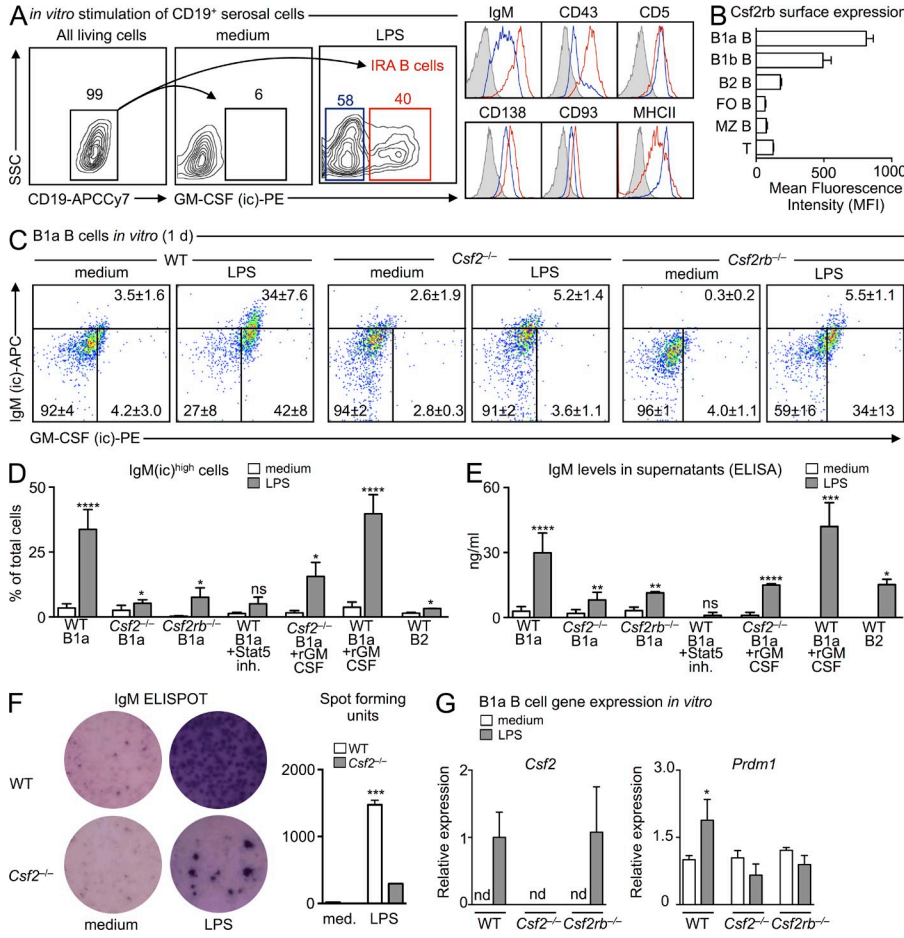 A in vitro stimulation of CD19⁺ serosal cells
All living cells
medium
LPS
IRA B cells
99
6
58
40
SSC
CD19-APCCy7
GM-CSF (ic)-PE
IgM
CD43
CD5
CD138
CD93
MHCII
B Csf2rb surface expression
B1a B
B1b B
B2 B
FO B
MZ B
T
0
500
1000
Mean Fluorescence
Intensity (MFI)
C B1a B cells in vitro (1 d)
WT
Csf2⁻/⁻
Csf2rb⁻/⁻
medium
LPS
medium
LPS
medium
LPS
3.5±1.6
34±7.6
2.6±1.9
5.2±1.4
0.3±0.2
5.5±1.1
92±4
4.2±3.0
27±8
42±8
94±2
2.8±0.3
91±2
3.6±1.1
96±1
4.0±1.1
59±16
34±13
IgM (ic)-APC
GM-CSF (ic)-PE
D IgM(ic)ʰⁱᵍʰ cells
medium
LPS
% of total cells
50
25
0
****
*
*
ns
*
****
*
WT
B1a
Csf2⁻/⁻
B1a
Csf2rb⁻/⁻
B1a
WT
B1a
+Stat5
inh.
Csf2⁻/⁻
B1a
+rGM
CSF
WT
B1a
+rGM
CSF
WT
B2
E IgM levels in supernatants (ELISA)
medium
LPS
ng/ml
60
30
0
****
**
**
ns
****
***
*
WT
B1a
Csf2⁻/⁻
B1a
Csf2rb⁻/⁻
B1a
WT
B1a
+Stat5
inh.
Csf2⁻/⁻
B1a
+rGM
CSF
WT
B1a
+rGM
CSF
WT
B2
F IgM ELISPOT
WT
Csf2⁻/⁻
medium
LPS
Spot forming
units
WT
Csf2⁻/⁻
2000
1000
0
***
med.
LPS
G B1a B cell gene expression in vitro
medium
LPS
Csf2
Relative expression
2
1
0
nd
nd
nd
WT
Csf2⁻/⁻
Csf2rb⁻/⁻
Prdm1
Relative expression
3.0
1.5
0
*
WT
Csf2⁻/⁻
Csf2rb⁻/⁻